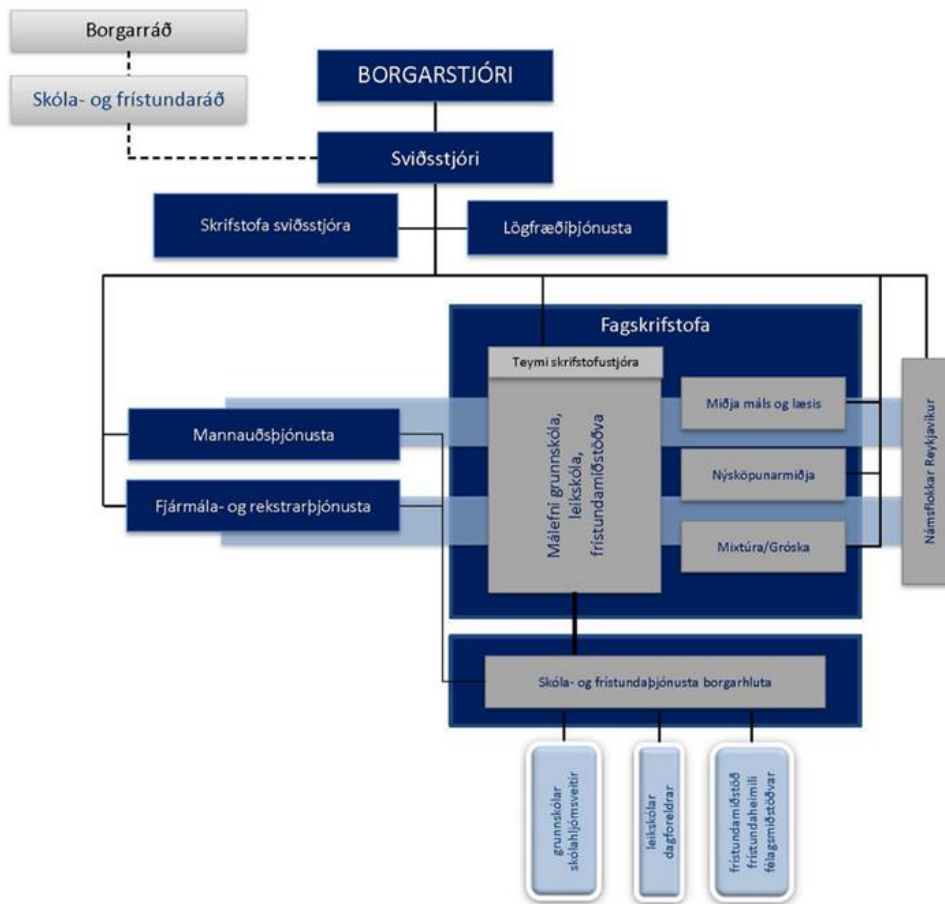 Borgarráð
BORGARSTJÓRI
Skóla- og frístundaráð
Sviðsstjóri
Skrifstofa sviðsstjóra
Lögfræðiþjónusta
Fagskrifstofa
Teymi skrifstofustjóra
Málefni grunnskóla,
leikskóla,
frístundamiðstöðva
Miðja máls og læsis
Nýsköpunarmiðja
Mixtúra/Gróska
Námsflokkar Reykjavíkur
Mannauðsþjónusta
Fjármála- og rekstrarþjónusta
Skóla- og frístundaþjónusta borgarhluta
grunnskólar
skólahljómsveitir
leikskólar
dagforeldrar
frístundamiðstöð
frístundaheimili
félagsmiðstöðvar